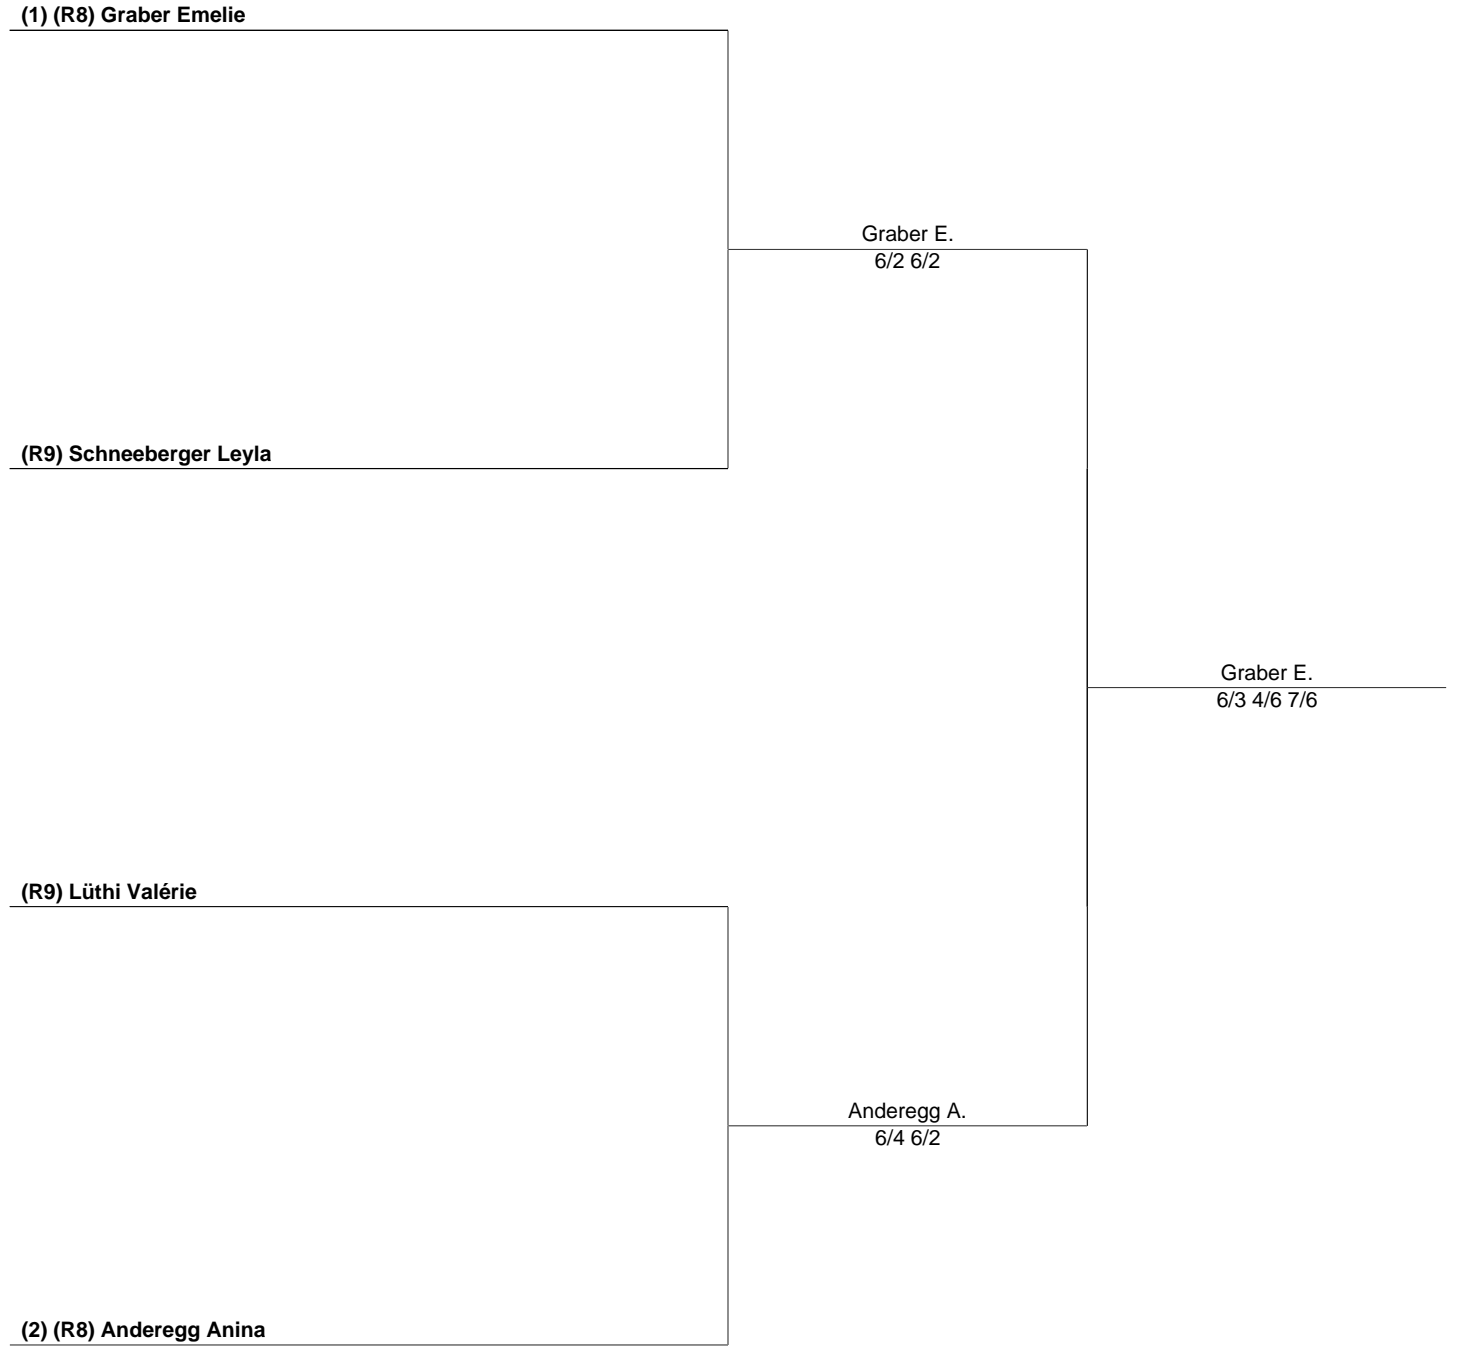 (1) (R8) Graber Emelie
Graber E.
6/2 6/2
(R9) Schneeberger Leyla
Graber E.
6/3 4/6 7/6
(R9) Lüthi Valérie
Anderegg A.
6/4 6/2
(2) (R8) Anderegg Anina